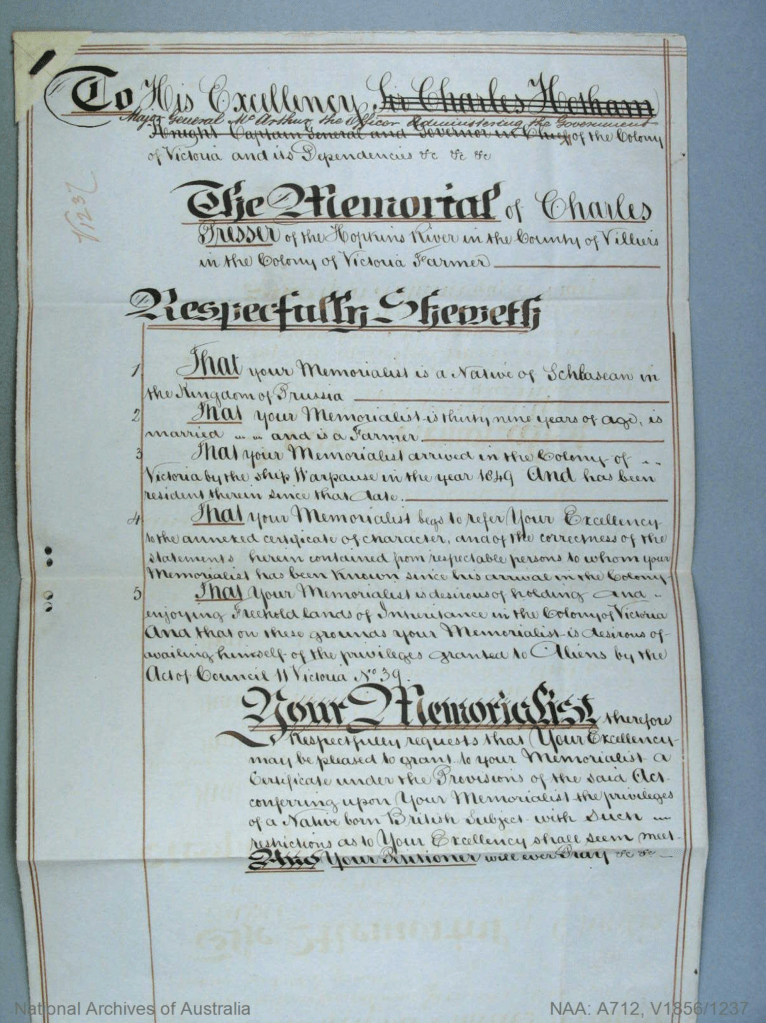 To His Excellency Sir Charles Hotham
Major General McArthur the Officer Administering the Government
Knight Captain General and Governor in Chief of the Colony
of Victoria and its Dependencies &c &c &c
V1237
The Memorial of Charles
Dresser of the Hopkins River in the County of Villiers
in the Colony of Victoria Farmer
Respectfully Sheweth
1 That your Memorialist is a Native of Schlasean in
the Kingdom of Prussia
2 That your Memorialist is thirty nine years of age, is
married and is a Farmer
3 That your Memorialist arrived in the Colony of
Victoria by the ship Warpause in the year 1849 And has been
resident therein since that date.
4 That your Memorialist begs to refer Your Excellency
to the annexed certificate of character, and of the correctness of the
statements herein contained from respectable persons to whom your
Memorialist has been known since his arrival in the Colony
5 That Your Memorialist is desirous of holding and
enjoying Freehold lands of Inheritance in the Colony of Victoria
And that on these grounds your Memorialist is desirous of
availing himself of the privileges granted to Aliens by the
Act of Council 11 Victoria No 39.
Your Memorialist therefore
Respectfully requests that Your Excellency
may be pleased to grant to your Memorialist a
Certificate under the Provisions of the said Act
conferring upon Your Memorialist the privileges
of a Native born British Subject with such
restrictions as to Your Excellency shall seem meet
And Your Petitioner will ever Pray &c &c
National Archives of Australia
NAA: A712, V1856/1237